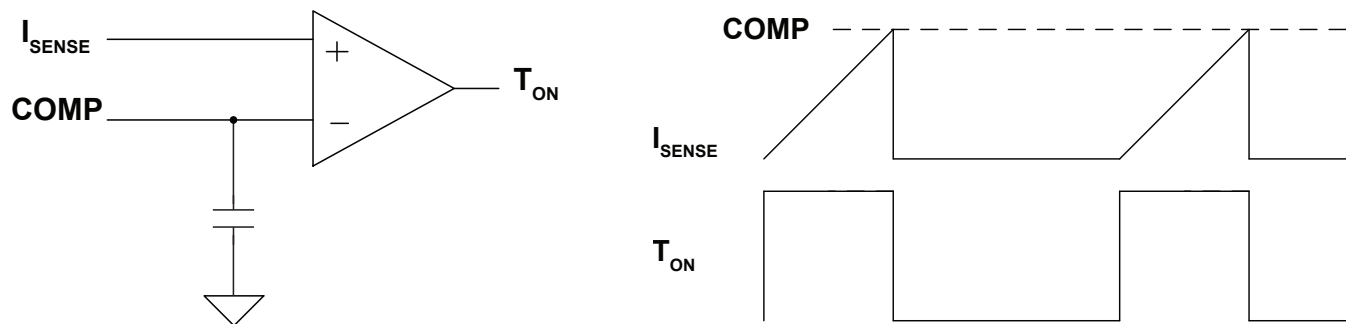 I_SENSE
+
COMP
−
T_ON
COMP
I_SENSE
T_ON